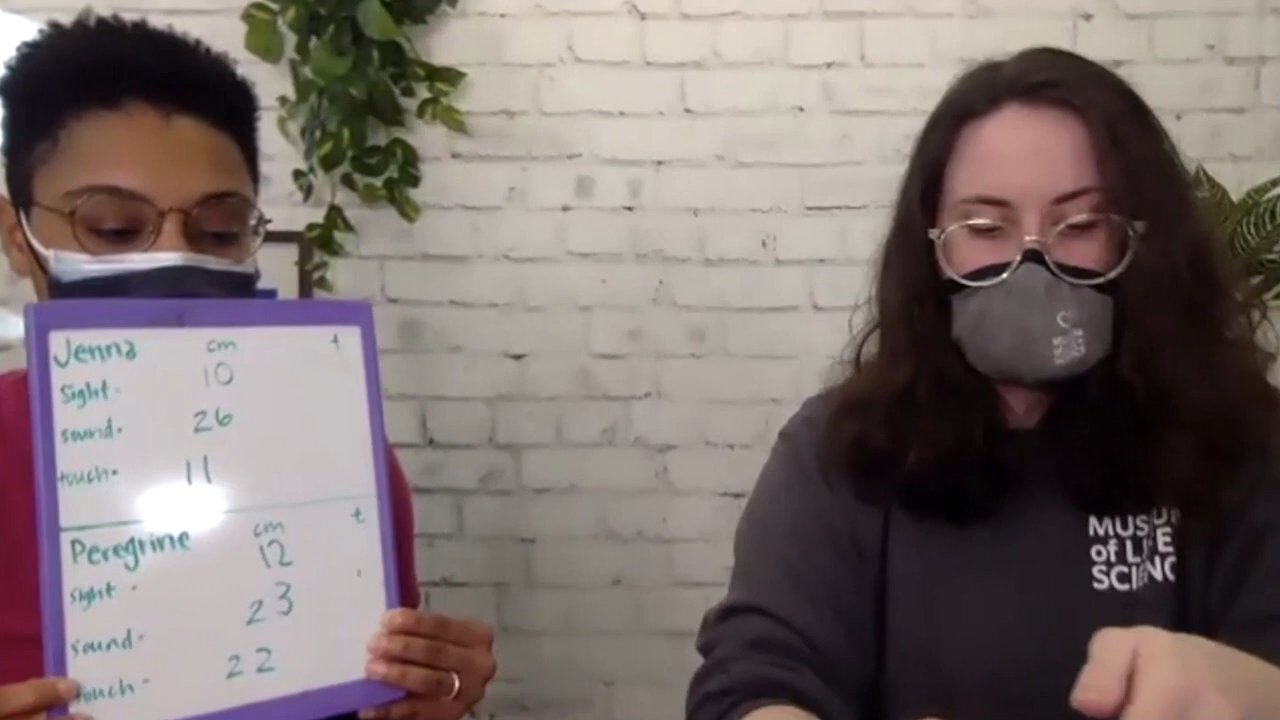 Jenna cm t
Sight- 10
sound- 26
touch- 11
Peregrine cm t
sight - 12
sound- 23
touch- 22
MUSEUM
of LIFE
SCIENC